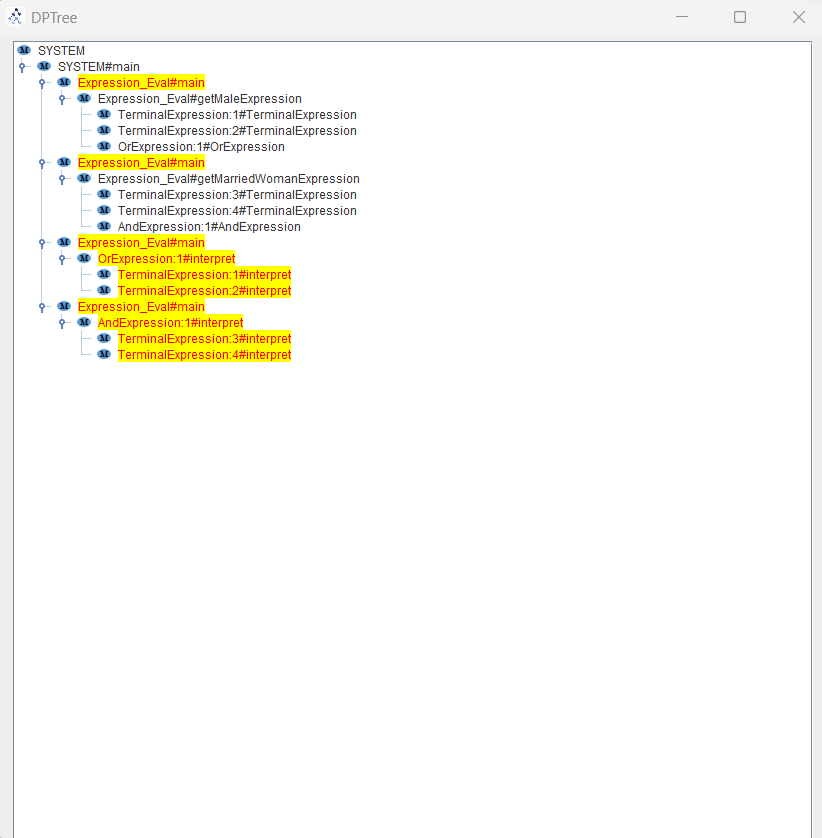 DPTree
SYSTEM
SYSTEM#main
Expression_Eval#main
Expression_Eval#getMaleExpression
TerminalExpression:1#TerminalExpression
TerminalExpression:2#TerminalExpression
OrExpression:1#OrExpression
Expression_Eval#main
Expression_Eval#getMarriedWomanExpression
TerminalExpression:3#TerminalExpression
TerminalExpression:4#TerminalExpression
AndExpression:1#AndExpression
Expression_Eval#main
OrExpression:1#interpret
TerminalExpression:1#interpret
TerminalExpression:2#interpret
Expression_Eval#main
AndExpression:1#interpret
TerminalExpression:3#interpret
TerminalExpression:4#interpret